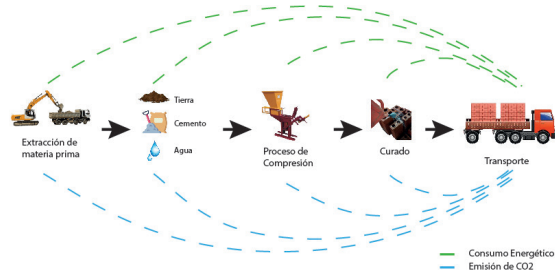 Tierra
Cemento
Agua
Extracción de
materia prima
Proceso de
Compresión
Curado
Transporte
Consumo Energético
Emisión de CO2